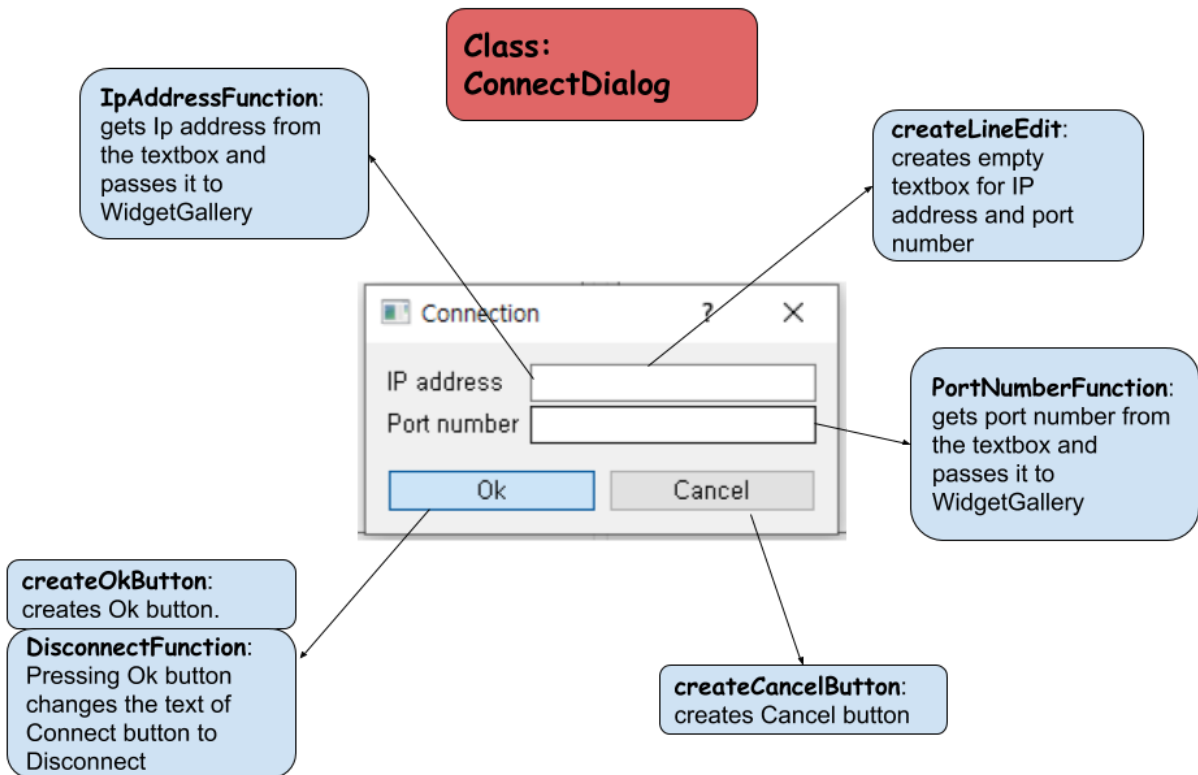 Class:
ConnectDialog
IpAddressFunction:
gets Ip address from
the textbox and
passes it to
WidgetGallery
createLineEdit:
creates empty
textbox for IP
address and port
number
Connection ?
IP address
Port number
Ok Cancel
PortNumberFunction:
gets port number from
the textbox and
passes it to
WidgetGallery
createOkButton:
creates Ok button.
DisconnectFunction:
Pressing Ok button
changes the text of
Connect button to
Disconnect
createCancelButton:
creates Cancel button